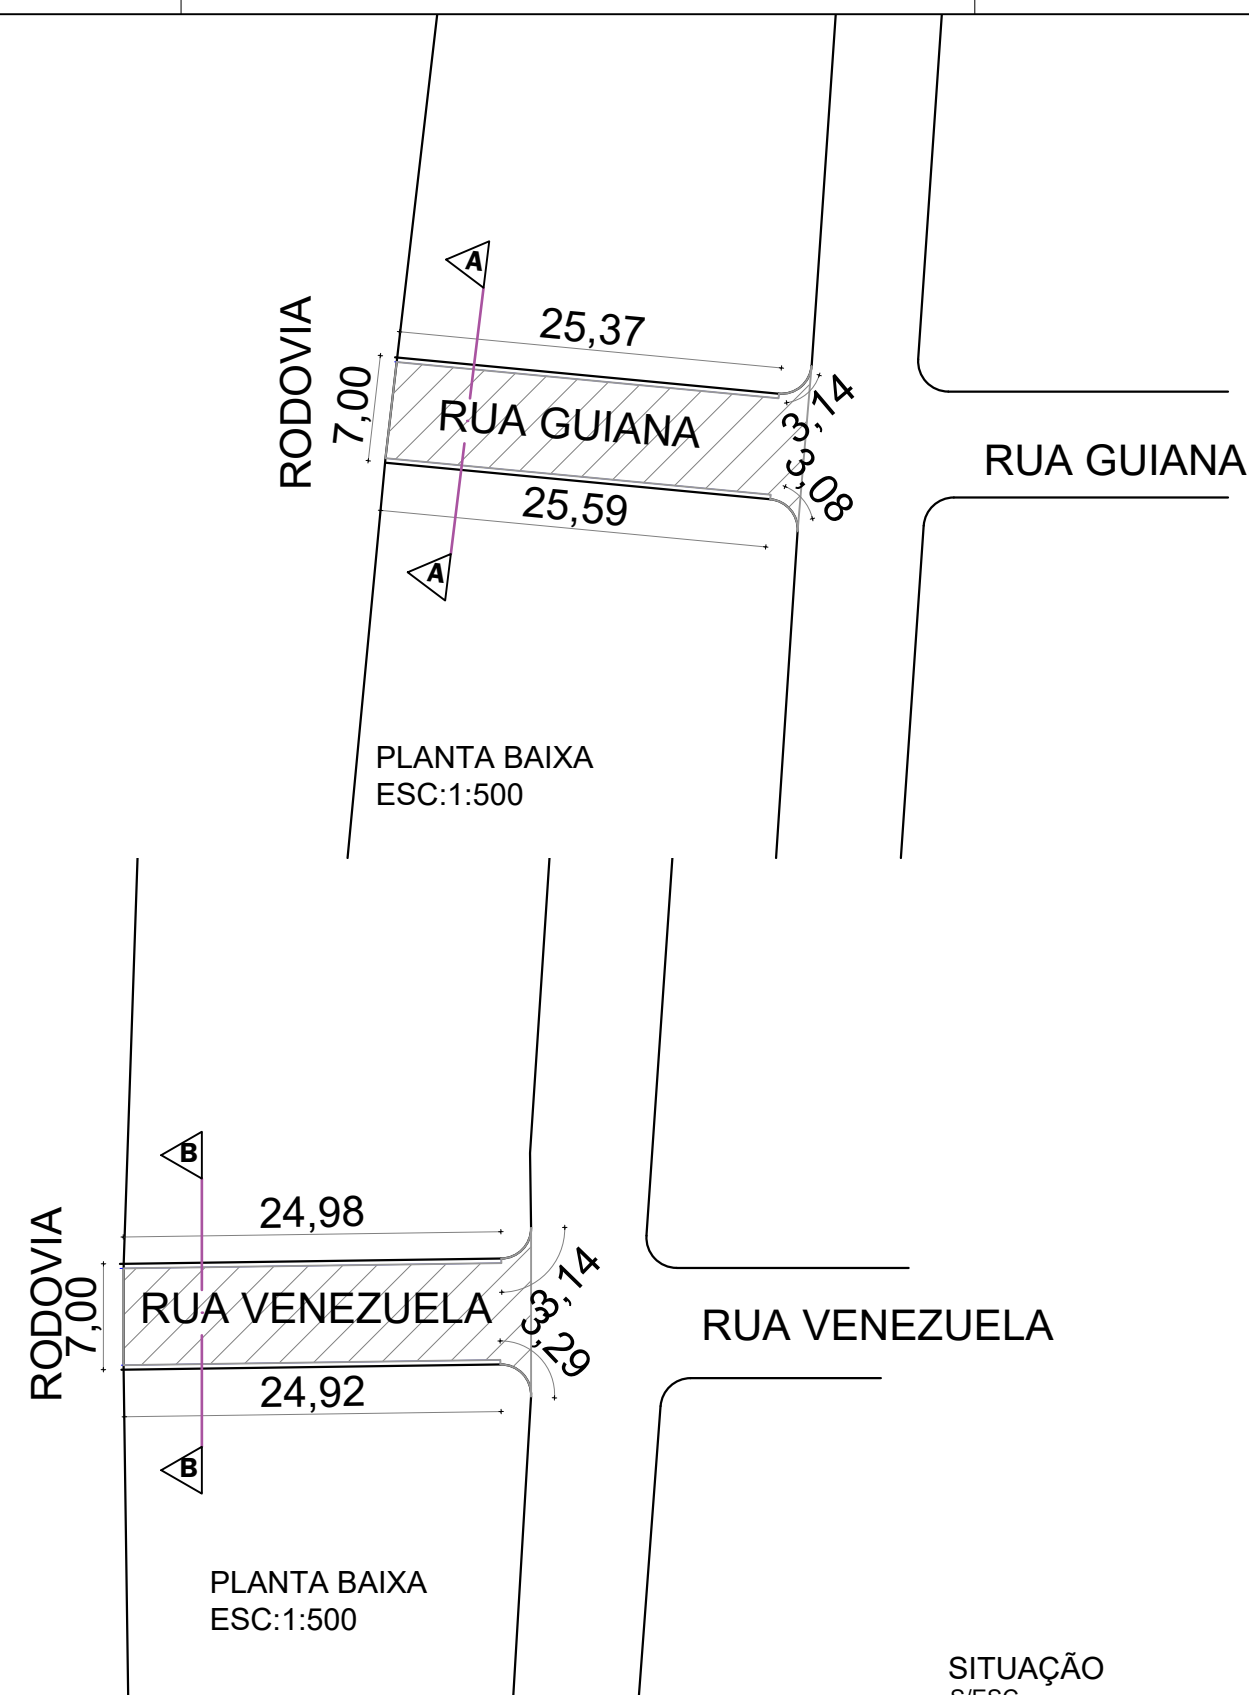 A
25,37
RODOVIA
7,00
RUA GUIANA
3,14
3,08
RUA GUIANA
25,59
A
PLANTA BAIXA
ESC:1:500
B
24,98
RODOVIA
7,00
RUA VENEZUELA
3,14
3,29
RUA VENEZUELA
24,92
B
PLANTA BAIXA
ESC:1:500
SITUAÇÃO
S/ESC